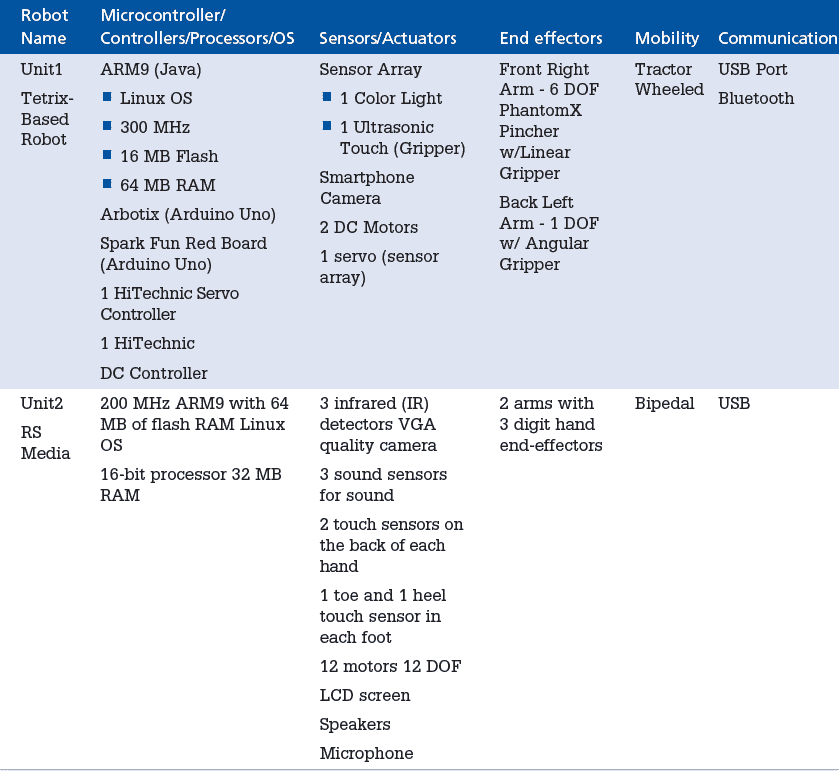 Robot
Name
Microcontroller/
Controllers/Processors/OS
Sensors/Actuators
End effectors
Mobility
Communication
Unit1
Tetrix-
Based
Robot
ARM9 (Java)
■ Linux OS
■ 300 MHz
■ 16 MB Flash
■ 64 MB RAM
Arbotix (Arduino Uno)
Spark Fun Red Board
(Arduino Uno)
1 HiTechnic Servo
Controller
1 HiTechnic
DC Controller
Sensor Array
■ 1 Color Light
■ 1 Ultrasonic
Touch (Gripper)
Smartphone
Camera
2 DC Motors
1 servo (sensor
array)
Front Right
Arm - 6 DOF
PhantomX
Pincher
w/Linear
Gripper
Back Left
Arm - 1 DOF
w/ Angular
Gripper
Tractor
Wheeled
USB Port
Bluetooth
Unit2
RS
Media
200 MHz ARM9 with 64
MB of flash RAM Linux
OS
16-bit processor 32 MB
RAM
3 infrared (IR)
detectors VGA
quality camera
3 sound sensors
for sound
2 touch sensors on
the back of each
hand
1 toe and 1 heel
touch sensor in
each foot
12 motors 12 DOF
LCD screen
Speakers
Microphone
2 arms with
3 digit hand
end-effectors
Bipedal
USB